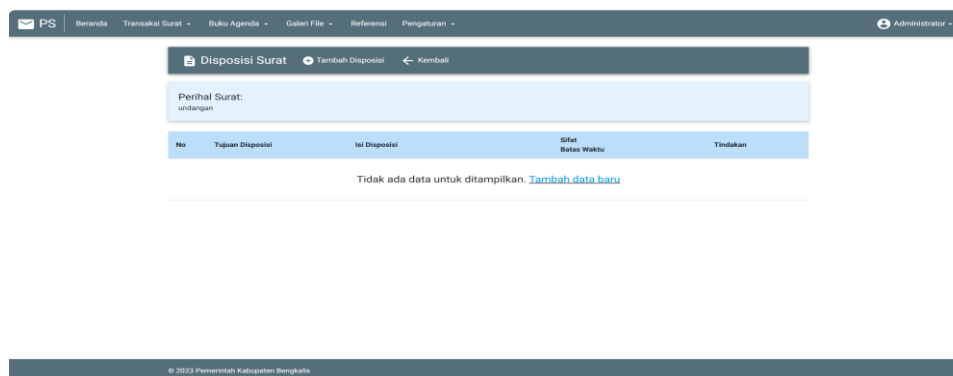 PS Beranda Transaksi Surat Buku Agenda Galeri File Referensi Pengaturan Administrator
Disposisi Surat Tambah Disposisi Kembali
Perihal Surat:
undangan
No Tujuan Disposisi Isi Disposisi Sifat Tindakan
Batas Waktu
Tidak ada data untuk ditampilkan. Tambah data baru
© 2023 Pemerintah Kabupaten Bengkalis